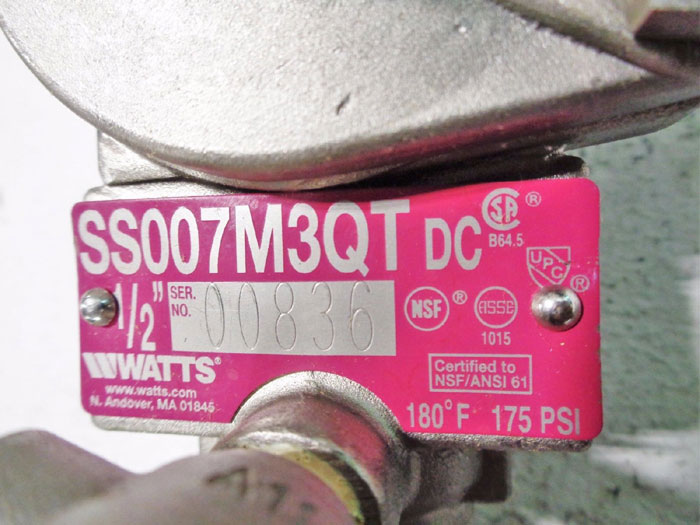 SS007M3QT DC SA ®
B64.5
1/2" SER. NO. 00836
NSF ® ASSE UPC ®
1015
WATTS®
www.watts.com
N. Andover, MA 01845
Certified to
NSF/ANSI 61
180°F 175 PSI